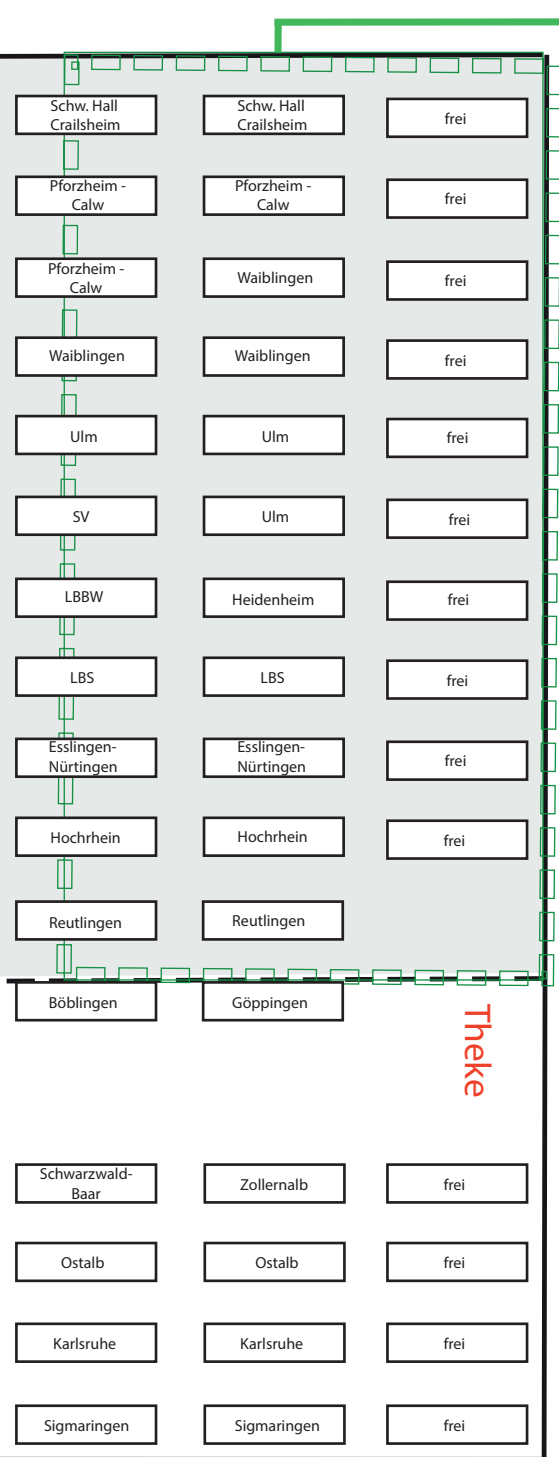 Schw. Hall
Crailsheim
Schw. Hall
Crailsheim
frei
Pforzheim -
Calw
Pforzheim -
Calw
frei
Pforzheim -
Calw
Waiblingen
frei
Waiblingen
Waiblingen
frei
Ulm
Ulm
frei
SV
Ulm
frei
LBBW
Heidenheim
frei
LBS
LBS
frei
Esslingen-
Nürtingen
Esslingen-
Nürtingen
frei
Hochrhein
Hochrhein
frei
Reutlingen
Reutlingen
Böblingen
Göppingen
Theke
Schwarzwald-
Baar
Zollernalb
frei
Ostalb
Ostalb
frei
Karlsruhe
Karlsruhe
frei
Sigmaringen
Sigmaringen
frei